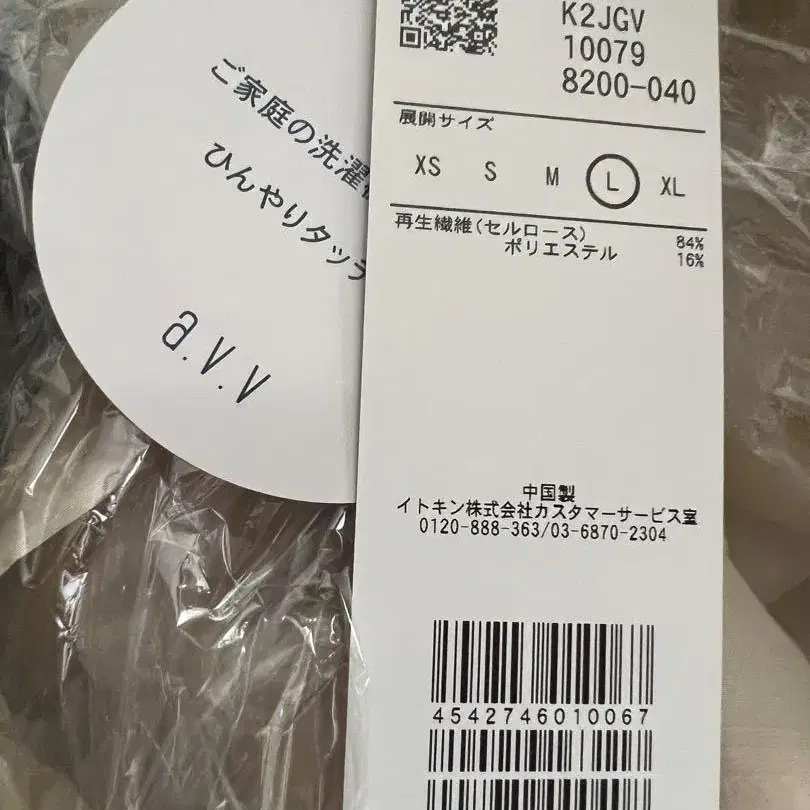 ご家庭の洗濯
ひんやりタッ
a.v.v
K2JGV
10079
8200-040
展開サイズ
XS S M L XL
再生繊維(セルロース) 84%
ポリエステル 16%
中国製
イトキン株式会社カスタマーサービス室
0120-888-363/03-6870-2304
4542746010067